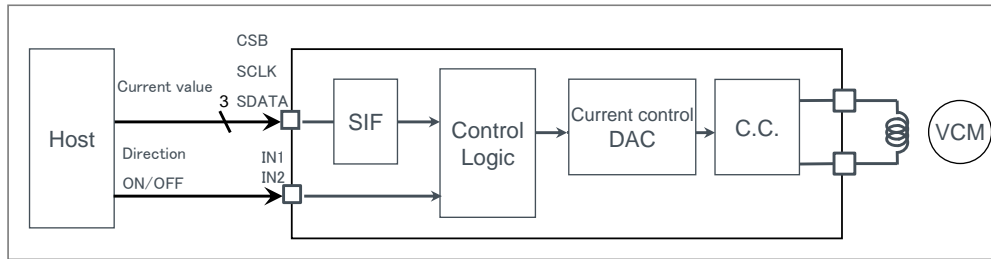 CSB
SCLK
Current value
3
SDATA
Host
SIF
Control
Logic
Current control
DAC
C.C.
VCM
Direction
ON/OFF
IN1
IN2